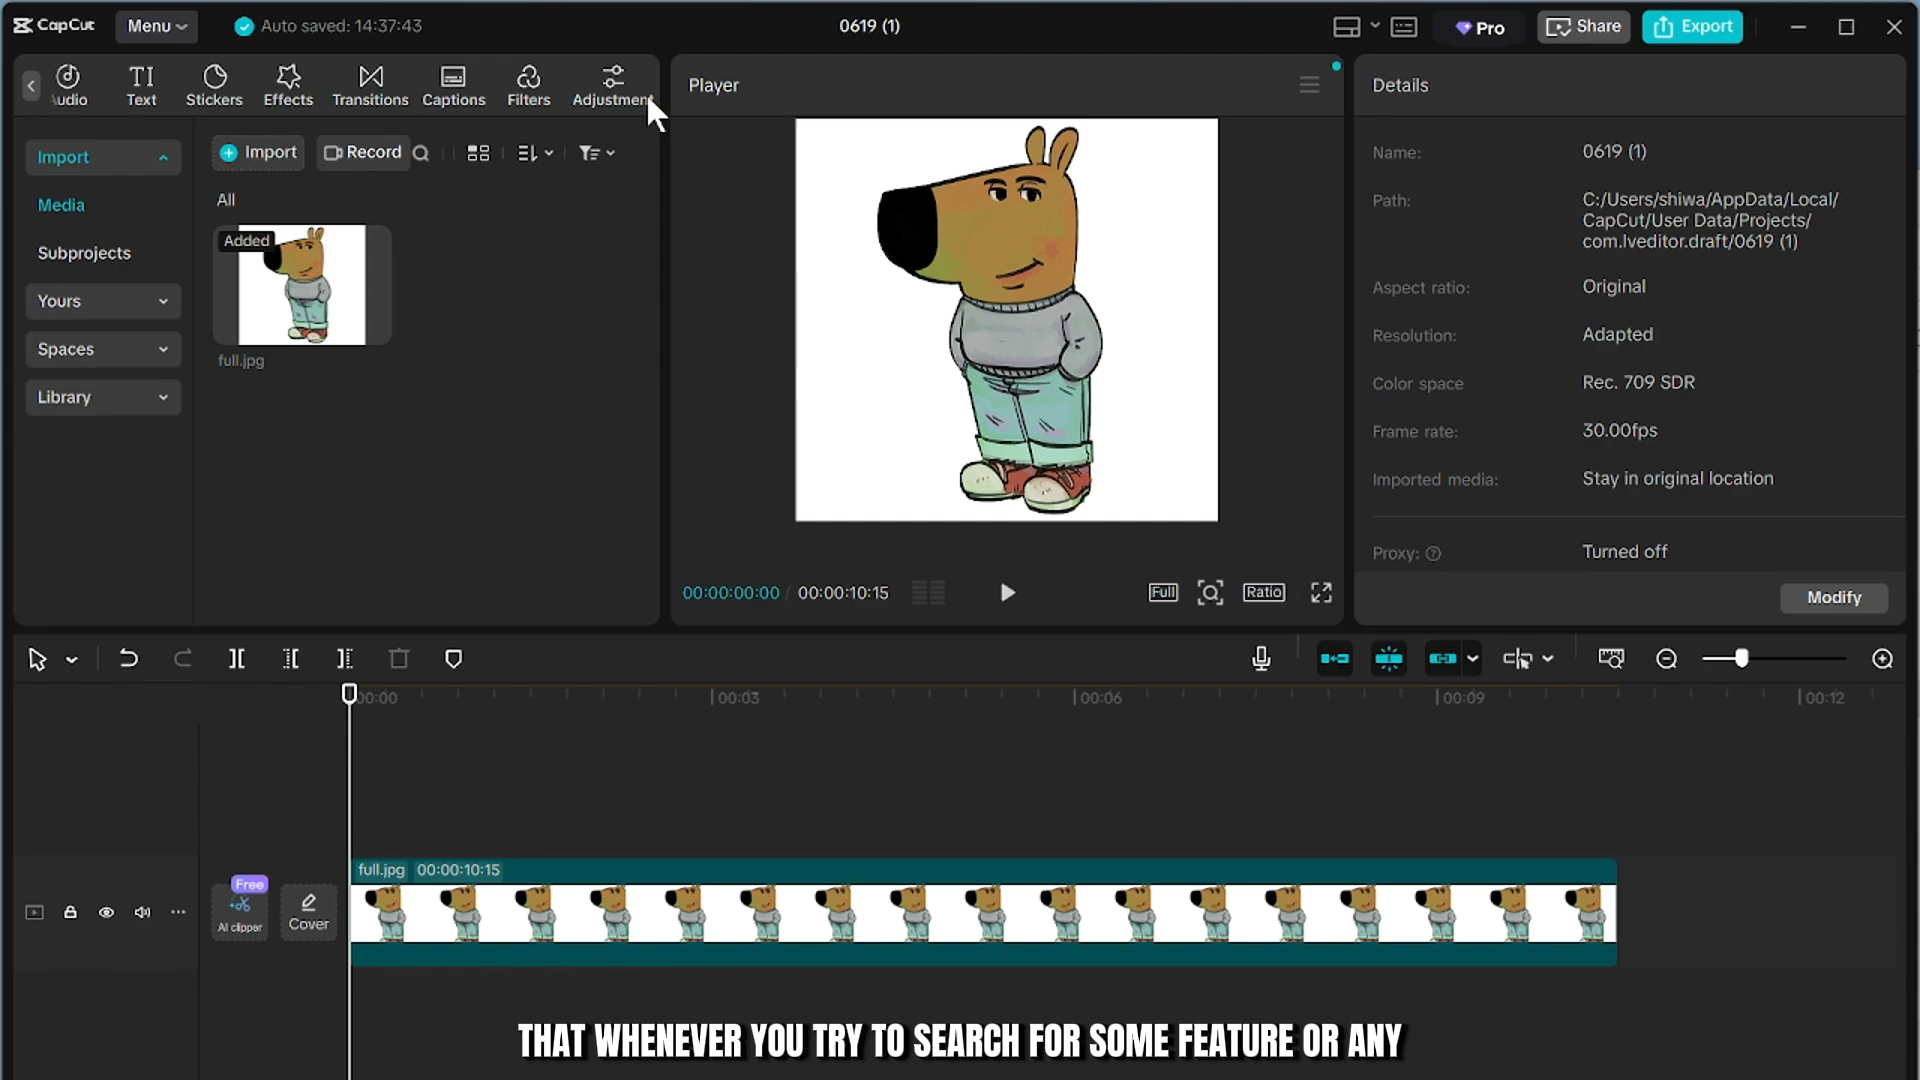 CapCut
Menu
Auto saved: 14:37:43
0619 (1)
Pro
Share
Export
udio
Text
Stickers
Effects
Transitions
Captions
Filters
Adjustment
Player
Details
Import
Media
Subprojects
Yours
Spaces
Library
Import
Record
All
Added
full.jpg
Name: 0619 (1)
Path: C:/Users/shiwa/AppData/Local/
CapCut/User Data/Projects/
com.lveditor.draft/0619 (1)
Aspect ratio: Original
Resolution: Adapted
Color space Rec. 709 SDR
Frame rate: 30.00fps
Imported media: Stay in original location
Proxy: Turned off
Modify
00:00:00:00 / 00:00:10:15
Full
Ratio
00:00
00:03
00:06
00:09
00:12
full.jpg 00:00:10:15
Free
AI clipper
Cover
THAT WHENEVER YOU TRY TO SEARCH FOR SOME FEATURE OR ANY